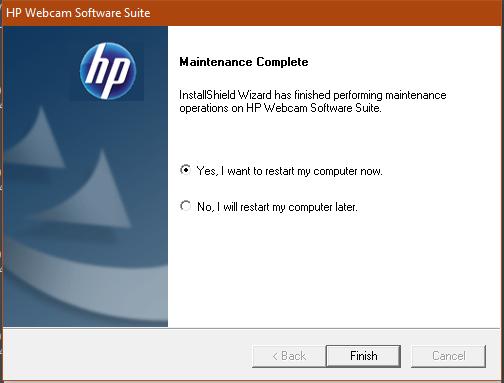 HP Webcam Software Suite
hp
Maintenance Complete
InstallShield Wizard has finished performing maintenance
operations on HP Webcam Software Suite.
Yes, I want to restart my computer now.
No, I will restart my computer later.
< Back Finish Cancel